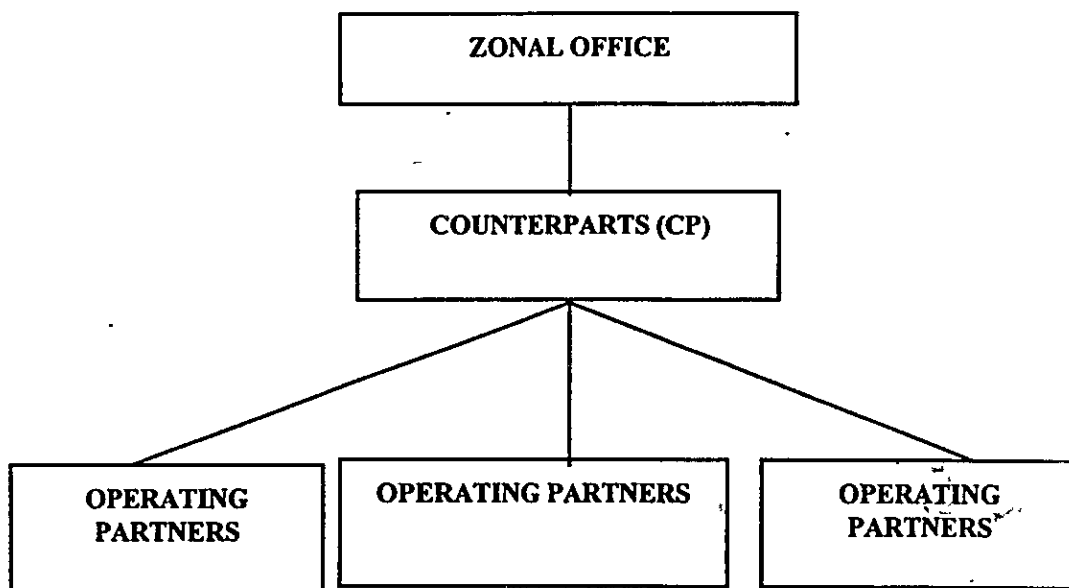 ZONAL OFFICE
COUNTERPARTS (CP)
OPERATING
PARTNERS
OPERATING PARTNERS
OPERATING
PARTNERS